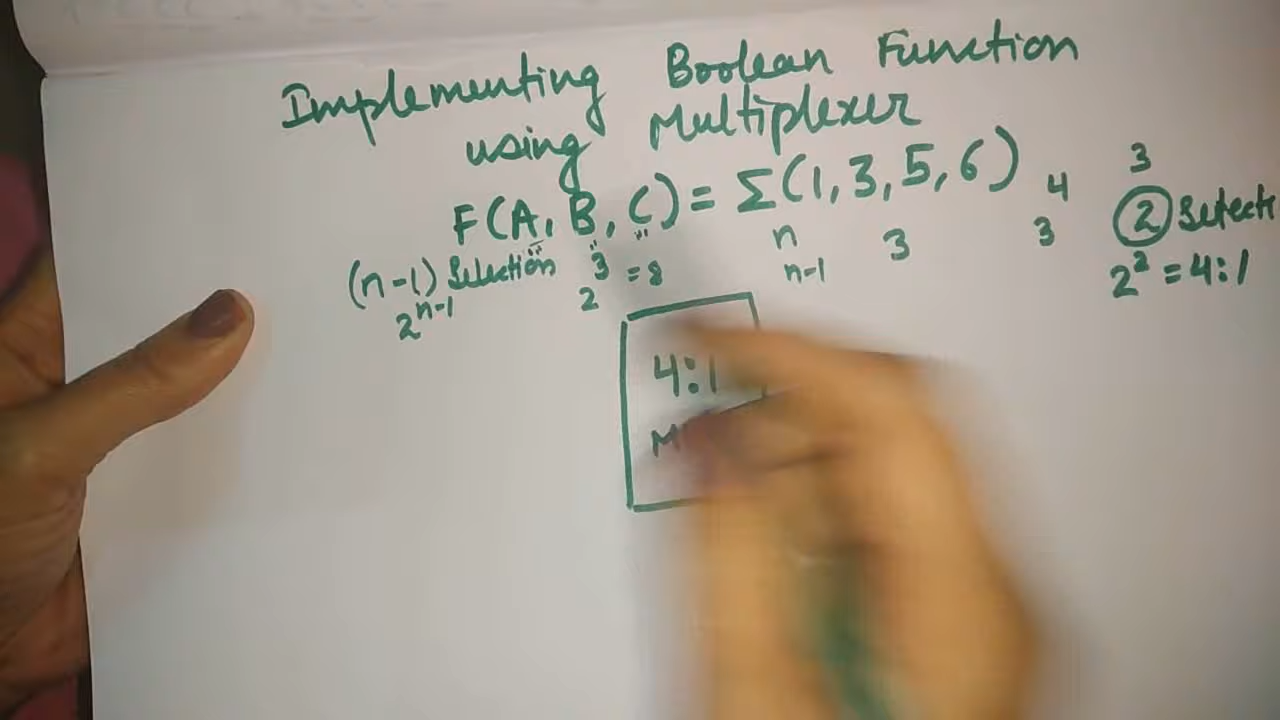 Implementing Boolean Function
using Multiplexer
F(A, B, C) = Σ(1, 3, 5, 6)
(n-1) Selection
2^n-1
2^3 = 8
n
n-1
3
4
3
3
2
2^2 = 4:1
4:1